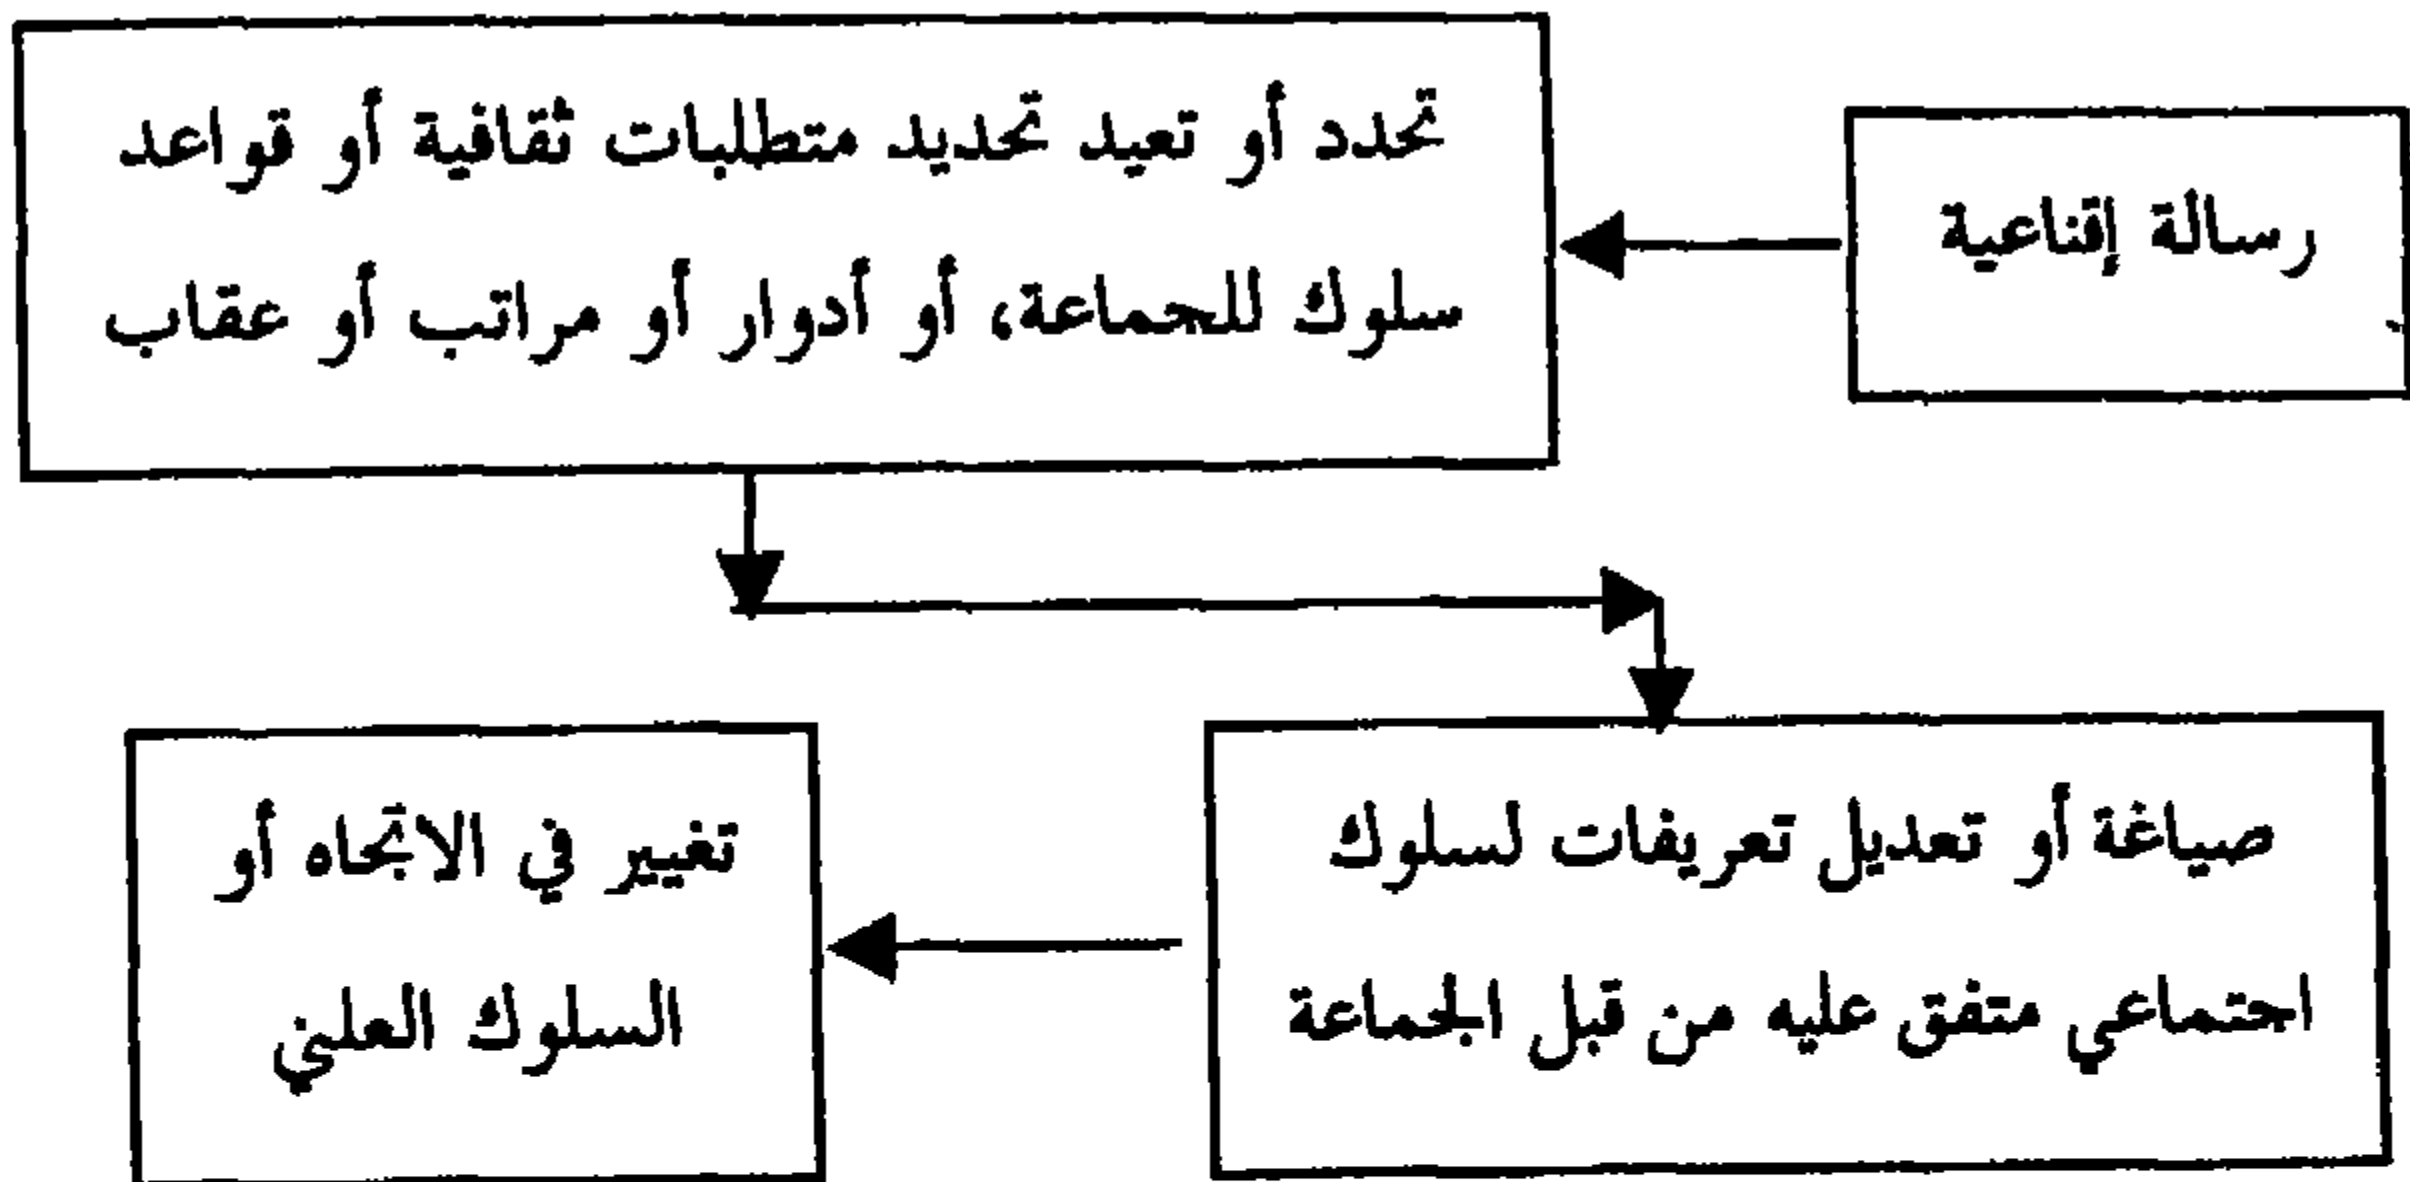 رسالة إقناعية
تحدد أو تعيد تحديد متطلبات ثقافية أو قواعد
سلوك للجماعة، أو أدوار أو مراتب أو عقاب
صياغة أو تعديل تعريفات لسلوك
اجتماعي متفق عليه من قبل الجماعة
تغيير في الاتجاه أو
السلوك العلني